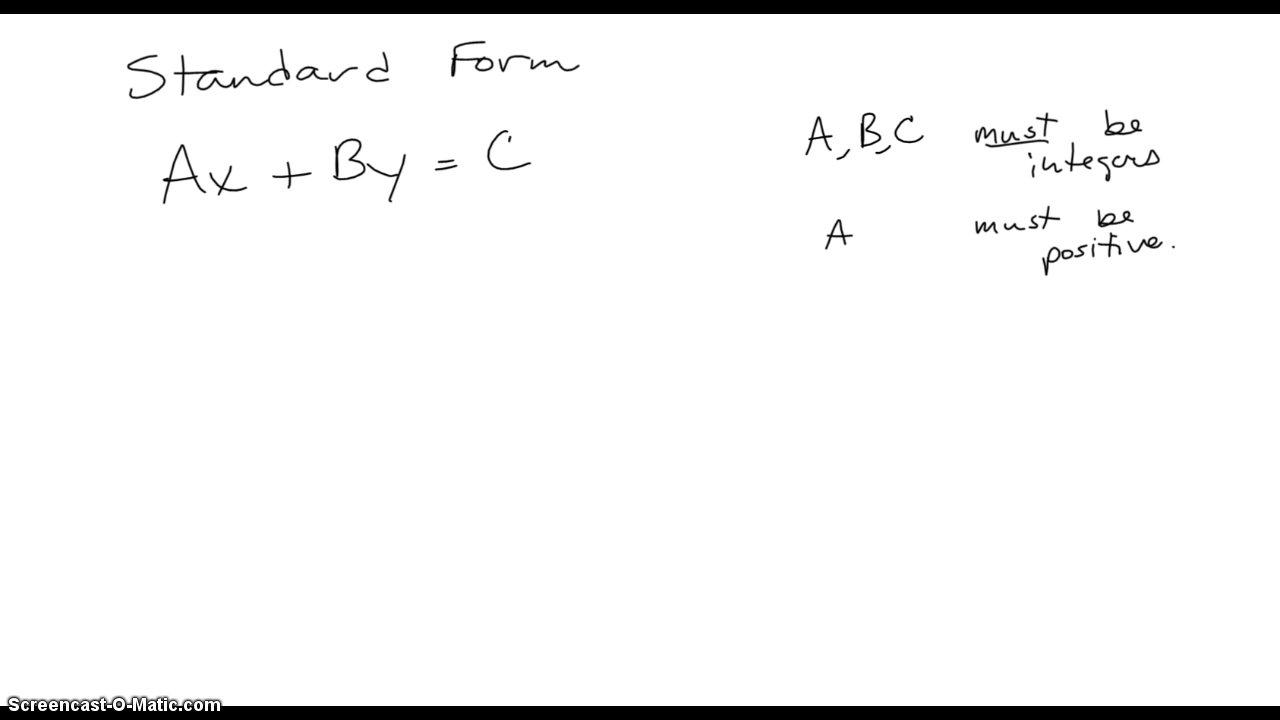 Standard Form
Ax + By = C
A, B, C must be
integers
A must be
positive.
Screencast-O-Matic.com